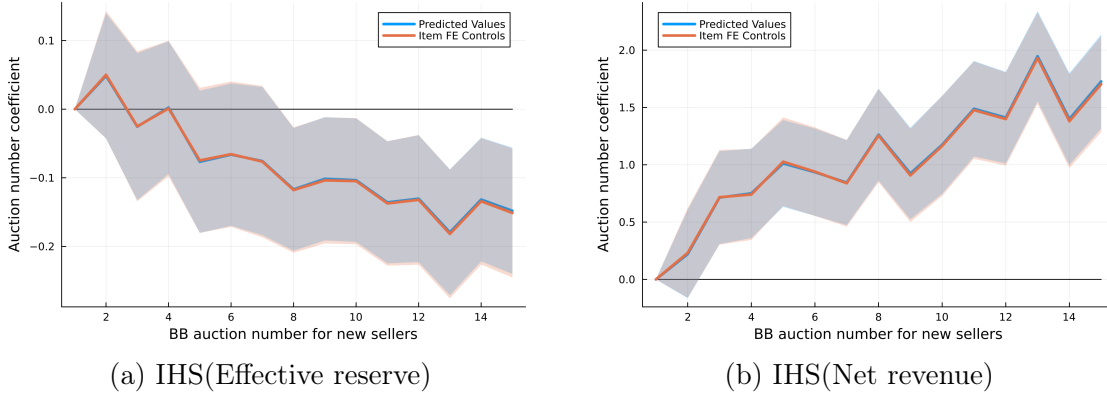 Predicted Values
Item FE Controls
Auction number coefficient
0.1
0.0
−0.1
−0.2
2 4 6 8 10 12 14
BB auction number for new sellers
(a) IHS(Effective reserve)
Predicted Values
Item FE Controls
Auction number coefficient
2.0
1.5
1.0
0.5
0.0
2 4 6 8 10 12 14
BB auction number for new sellers
(b) IHS(Net revenue)